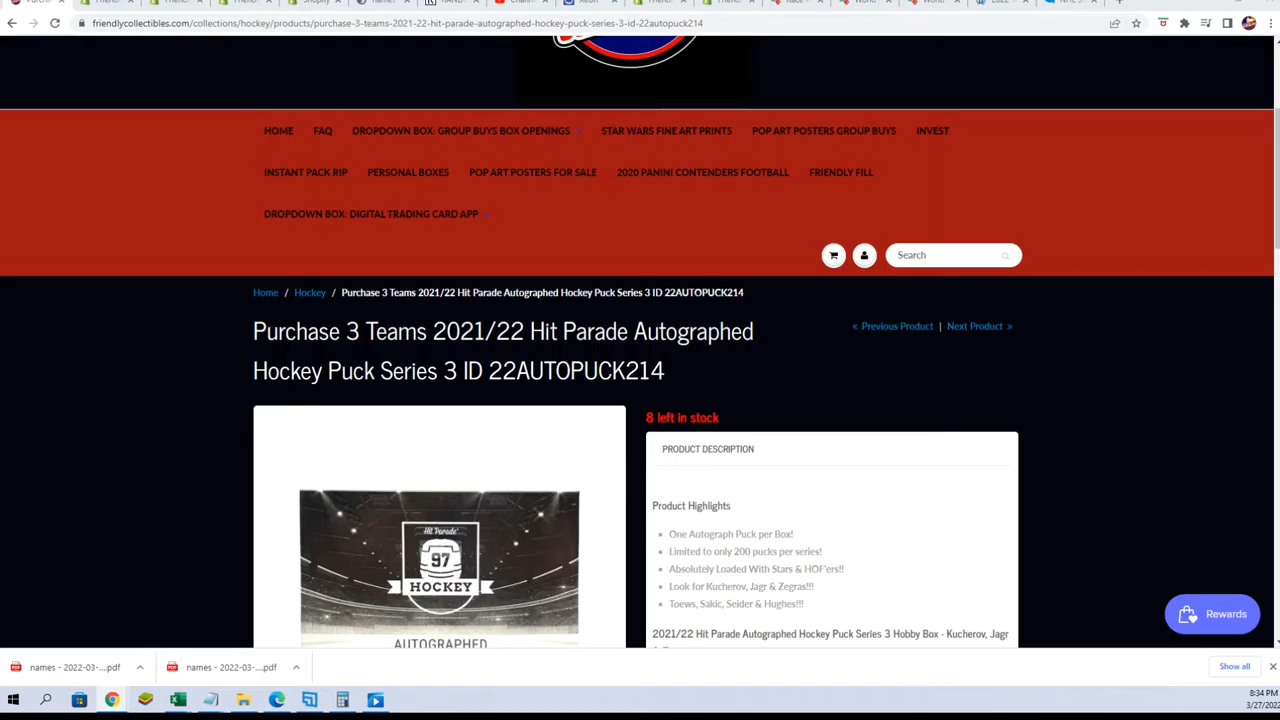 friendlycollectibles.com/collections/hockey/products/purchase-3-teams-2021-22-hit-parade-autographed-hockey-puck-series-3-id-22autopuck214
HOME FAQ DROPDOWN BOX: GROUP BUYS BOX OPENINGS STAR WARS FINE ART PRINTS POP ART POSTERS GROUP BUYS INVEST
INSTANT PACK RIP PERSONAL BOXES POP ART POSTERS FOR SALE 2020 PANINI CONTENDERS FOOTBALL FRIENDLY FILL
DROPDOWN BOX: DIGITAL TRADING CARD APP
Search
Home / Hockey / Purchase 3 Teams 2021/22 Hit Parade Autographed Hockey Puck Series 3 ID 22AUTOPUCK214
Purchase 3 Teams 2021/22 Hit Parade Autographed
Hockey Puck Series 3 ID 22AUTOPUCK214
« Previous Product | Next Product »
8 left in stock
PRODUCT DESCRIPTION
Product Highlights
One Autograph Puck per Box!
Limited to only 200 pucks per series!
Absolutely Loaded With Stars & HOF'ers!!
Look for Kucherov, Jagr & Zegras!!!
Toews, Sakic, Seider & Hughes!!!
2021/22 Hit Parade Autographed Hockey Puck Series 3 Hobby Box - Kucherov, Jagr
Hit Parade
97
HOCKEY
AUTOGRAPHED
Rewards
names - 2022-03-....pdf
names - 2022-03-....pdf
Show all
8:34 PM
3/27/2022